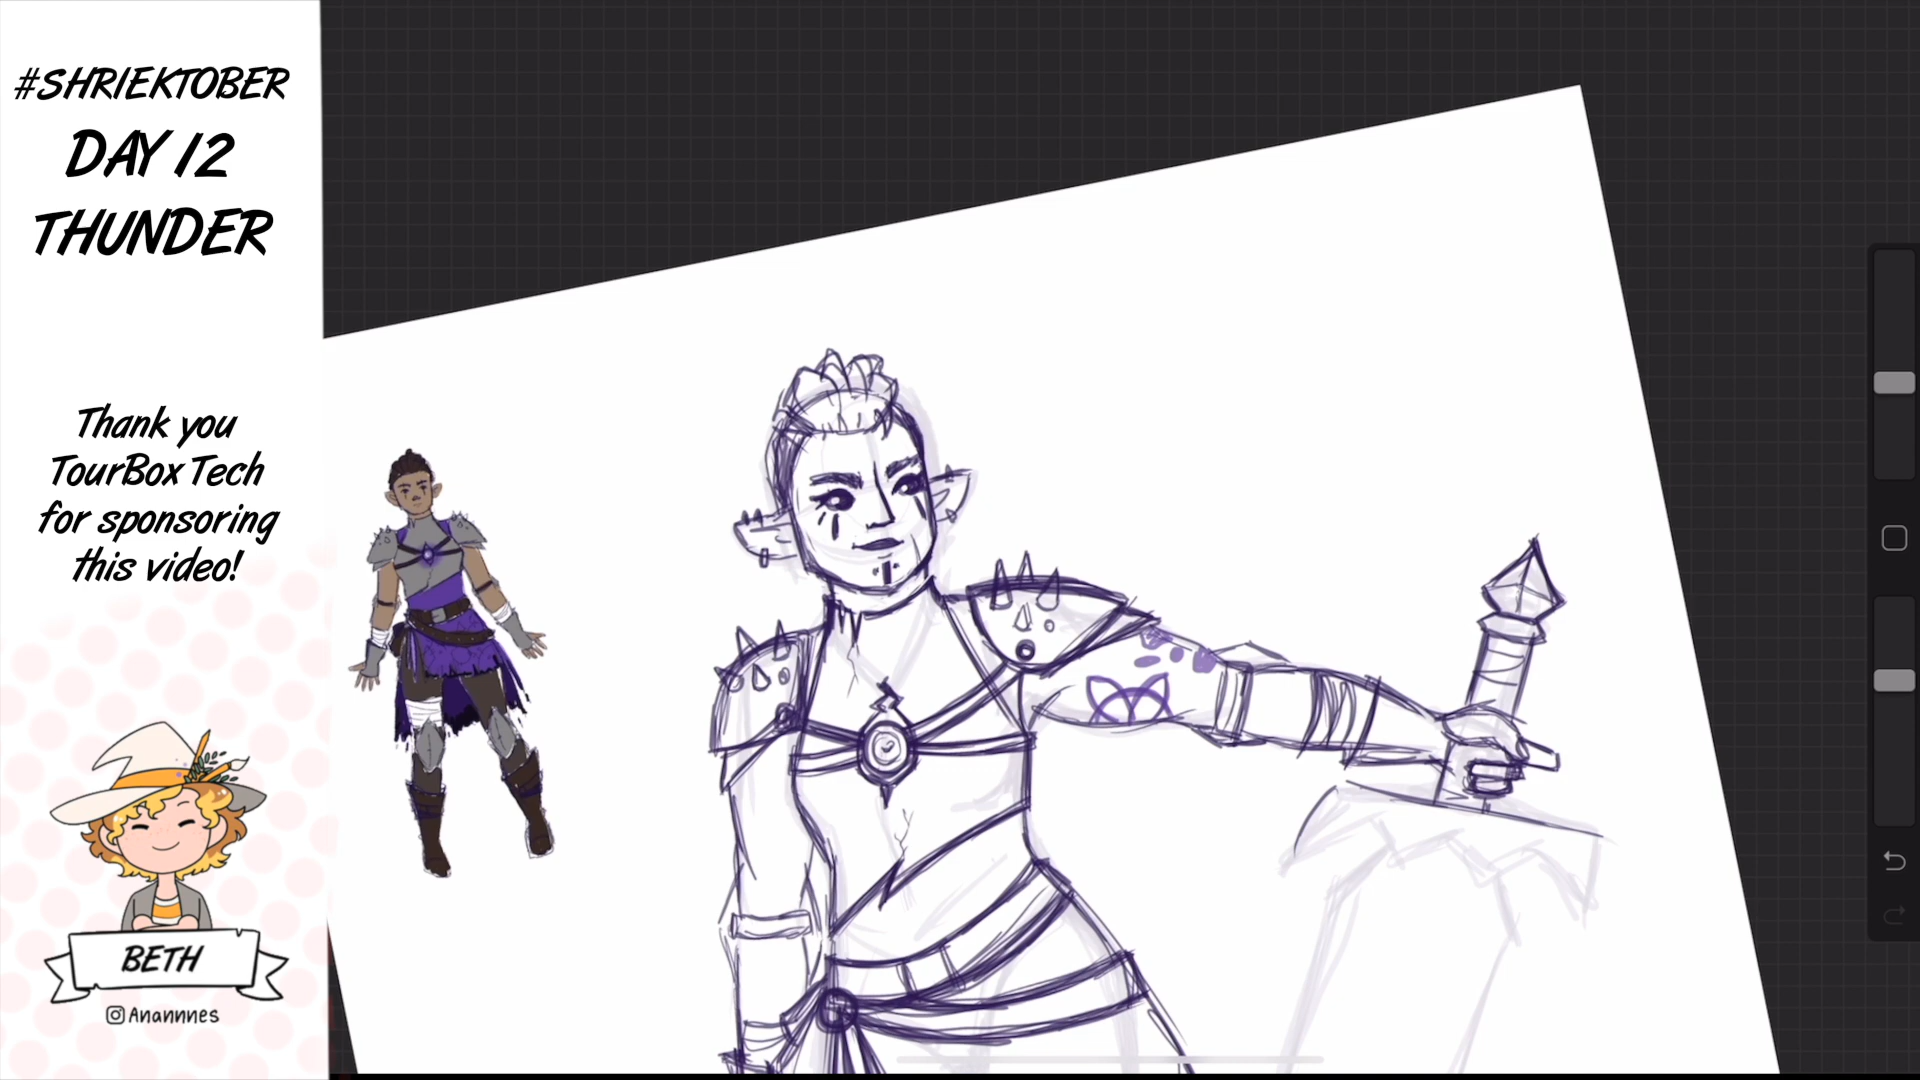 #SHRIEKTOBER
DAY 12
THUNDER
Thank you
TourBox Tech
for sponsoring
this video!
BETH
Anannnes